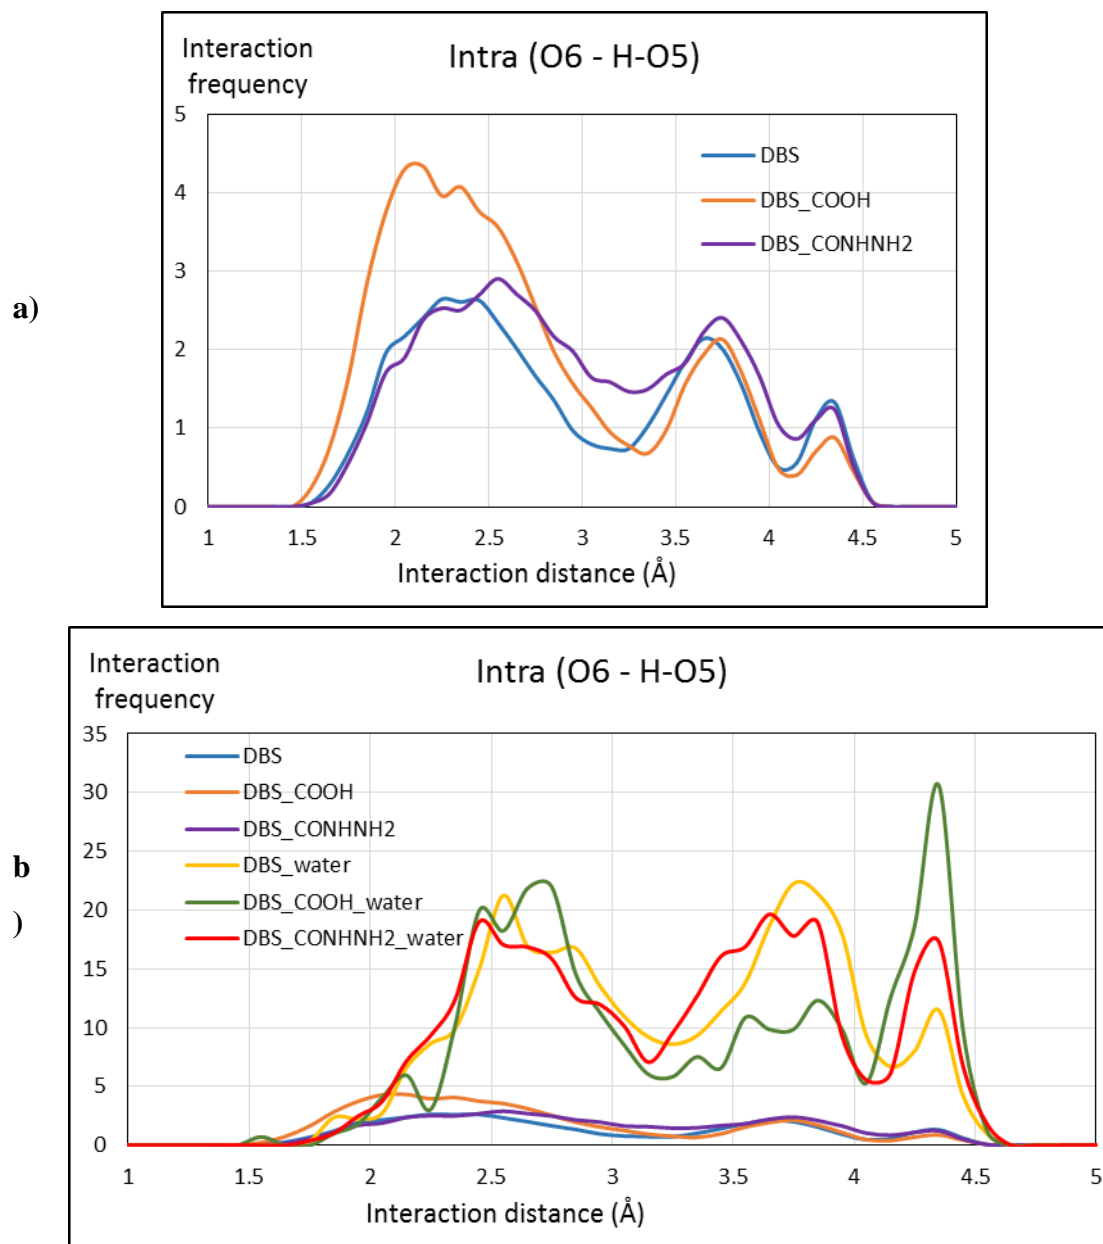 Interaction
frequency
Intra (O6 - H-O5)
5
4
3
2
1
0
DBS
DBS_COOH
DBS_CONHNH2
a)
1 1.5 2 2.5 3 3.5 4 4.5 5
Interaction distance (Å)
Interaction
frequency
Intra (O6 - H-O5)
35
30
25
20
15
10
5
0
DBS
DBS_COOH
DBS_CONHNH2
DBS_water
DBS_COOH_water
DBS_CONHNH2_water
b
)
1 1.5 2 2.5 3 3.5 4 4.5 5
Interaction distance (Å)